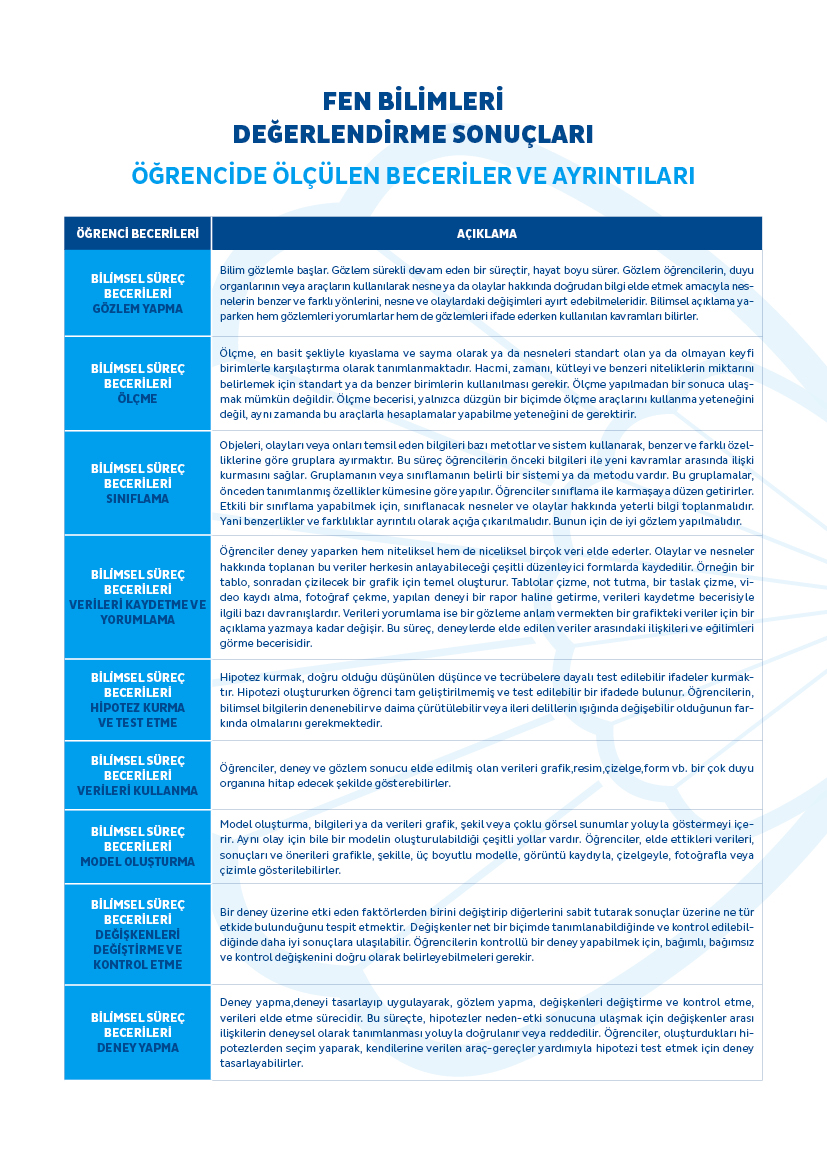 FEN BİLİMLERİ
DEĞERLENDİRME SONUÇLARI
ÖĞRENCİDE ÖLÇÜLEN BECERİLER VE AYRINTILARI
ÖĞRENCİ BECERİLERİ
AÇIKLAMA
BİLİMSEL SÜREÇ
BECERİLERİ
GÖZLEM YAPMA
Bilim gözlemle başlar. Gözlem sürekli devam eden bir süreçtir, hayat boyu sürer. Gözlem öğrencilerin, duyu
organlarının veya araçların kullanılarak nesne ya da olaylar hakkında doğrudan bilgi elde etmek amacıyla nes-
nelerin benzer ve farklı yönlerini, nesne ve olaylardaki değişimleri ayırt edebilmeleridir. Bilimsel açıklama ya-
parken hem gözlemleri yorumlarlar hem de gözlemleri ifade ederken kullanılan kavramları bilirler.
BİLİMSEL SÜREÇ
BECERİLERİ
ÖLÇME
Ölçme, en basit şekliyle kıyaslama ve sayma olarak ya da nesneleri standart olan ya da olmayan keyfi
birimlerle karşılaştırma olarak tanımlanmaktadır. Hacmi, zamanı, kütleyi ve benzeri niteliklerin miktarını
belirlemek için standart ya da benzer birimlerin kullanılması gerekir. Ölçme yapılmadan bir sonuca ulaş-
mak mümkün değildir. Ölçme becerisi, yalnızca düzgün bir biçimde ölçme araçlarını kullanma yeteneğini
değil, aynı zamanda bu araçlarla hesaplamalar yapabilme yeteneğini de gerektirir.
BİLİMSEL SÜREÇ
BECERİLERİ
SINIFLAMA
Objeleri, olayları veya onları temsil eden bilgileri bazı metotlar ve sistem kullanarak, benzer ve farklı özel-
liklerine göre gruplara ayırmaktır. Bu süreç öğrencilerin önceki bilgileri ile yeni kavramlar arasında ilişki
kurmasını sağlar. Gruplamanın veya sınıflamanın belirli bir sistemi ya da metodu vardır. Bu gruplamalar,
önceden tanımlanmış özellikler kümesine göre yapılır. Öğrenciler sınıflama ile karmaşaya düzen getirirler.
Etkili bir sınıflama yapabilmek için, sınıflanacak nesneler ve olaylar hakkında yeterli bilgi toplanmalıdır.
Yani benzerlikler ve farklılıklar ayrıntılı olarak açığa çıkarılmalıdır. Bunun için de iyi gözlem yapılmalıdır.
BİLİMSEL SÜREÇ
BECERİLERİ
VERİLERİ KAYDETME VE
YORUMLAMA
Öğrenciler deney yaparken hem niteliksel hem de niceliksel birçok veri elde ederler. Olaylar ve nesneler
hakkında toplanan bu veriler herkesin anlayabileceği çeşitli düzenleyici formlarda kaydedilir. Örneğin bir
tablo, sonradan çizilecek bir grafik için temel oluşturur. Tablolar çizme, not tutma, bir taslak çizme, vi-
deo kaydı alma, fotoğraf çekme, yapılan deneyi bir rapor haline getirme, verileri kaydetme becerisiyle
ilgili bazı davranışlardır. Verileri yorumlama ise bir gözleme anlam vermekten bir grafikteki veriler için bir
açıklama yazmaya kadar değişir. Bu süreç, deneylerde elde edilen veriler arasındaki ilişkileri ve eğilimleri
görme becerisidir.
BİLİMSEL SÜREÇ
BECERİLERİ
HİPOTEZ KURMA
VE TEST ETME
Hipotez kurmak, doğru olduğu düşünülen düşünce ve tecrübelere dayalı test edilebilir ifadeler kurmak-
tır. Hipotezi oluştururken öğrenci tam geliştirilmemiş ve test edilebilir bir ifadede bulunur. Öğrencilerin,
bilimsel bilgilerin denenebilir ve daima çürütülebilir veya ileri delillerin ışığında değişebilir olduğunun far-
kında olmalarını gerekmektedir.
BİLİMSEL SÜREÇ
BECERİLERİ
VERİLERİ KULLANMA
Öğrenciler, deney ve gözlem sonucu elde edilmiş olan verileri grafik,resim,çizelge,form vb. bir çok duyu
organına hitap edecek şekilde gösterebilirler.
BİLİMSEL SÜREÇ
BECERİLERİ
MODEL OLUŞTURMA
Model oluşturma, bilgileri ya da verileri grafik, şekil veya çoklu görsel sunumlar yoluyla göstermeyi içe-
rir. Aynı olay için bile bir modelin oluşturulabildiği çeşitli yollar vardır. Öğrenciler, elde ettikleri verileri,
sonuçları ve önerileri grafikle, şekille, üç boyutlu modelle, görüntü kaydıyla, çizelgeyle, fotoğrafla veya
çizimle gösterilebilirler.
BİLİMSEL SÜREÇ
BECERİLERİ
DEĞİŞKENLERİ
DEĞİŞTİRME VE
KONTROL ETME
Bir deney üzerine etki eden faktörlerden birini değiştirip diğerlerini sabit tutarak sonuçlar üzerine ne tür
etkide bulunduğunu tespit etmektir. Değişkenler net bir biçimde tanımlanabildiğinde ve kontrol edilebil-
diğinde daha iyi sonuçlara ulaşılabilir. Öğrencilerin kontrollü bir deney yapabilmek için, bağımlı, bağımsız
ve kontrol değişkenini doğru olarak belirleyebilmeleri gerekir.
BİLİMSEL SÜREÇ
BECERİLERİ
DENEY YAPMA
Deney yapma,deneyi tasarlayıp uygulayarak, gözlem yapma, değişkenleri değiştirme ve kontrol etme,
verileri elde etme sürecidir. Bu süreçte, hipotezler neden-etki sonucuna ulaşmak için değişkenler arası
ilişkilerin deneysel olarak tanımlanması yoluyla doğrulanır veya reddedilir. Öğrenciler, oluşturdukları hi-
potezlerden seçim yaparak, kendilerine verilen araç-gereçler yardımıyla hipotezi test etmek için deney
tasarlayabilirler.